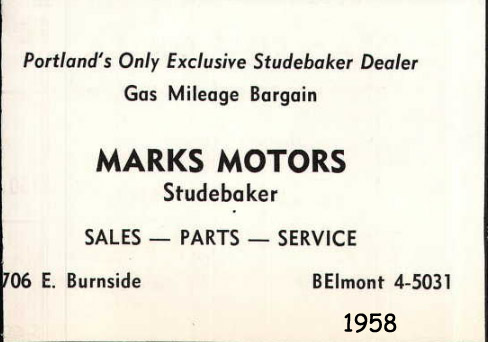 Portland's Only Exclusive Studebaker Dealer
Gas Mileage Bargain
MARKS MOTORS
Studebaker
SALES — PARTS — SERVICE
706 E. Burnside BElmont 4-5031
1958